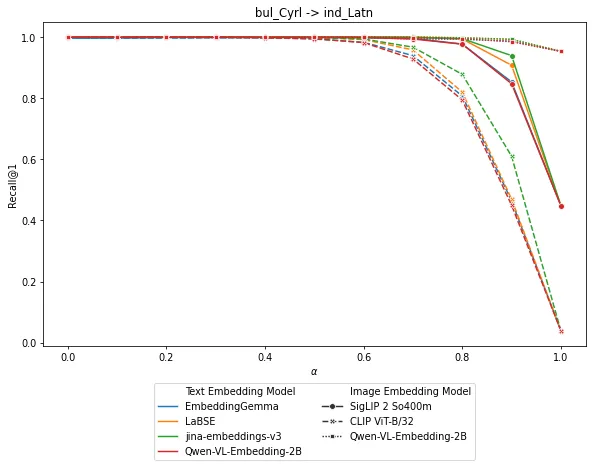 bul_Cyrl -> ind_Latn
1.0
0.8
0.6
0.4
0.2
0.0
Recall@1
0.0 0.2 0.4 0.6 0.8 1.0
α
Text Embedding Model Image Embedding Model
EmbeddingGemma SigLIP 2 So400m
LaBSE CLIP ViT-B/32
jina-embeddings-v3 Qwen-VL-Embedding-2B
Qwen-VL-Embedding-2B